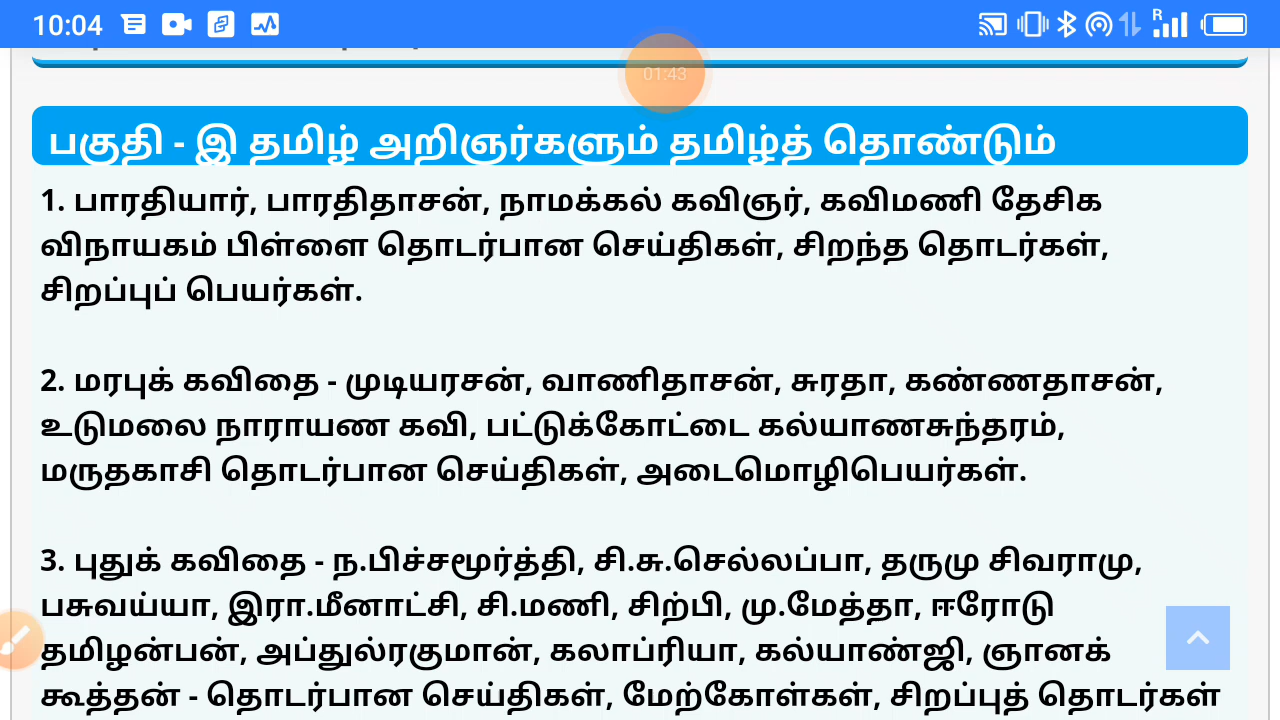 10:04
R
01:43
பகுதி - இ தமிழ் அறிஞர்களும் தமிழ்த் தொண்டும்
1. பாரதியார், பாரதிதாசன், நாமக்கல் கவிஞர், கவிமணி தேசிக
விநாயகம் பிள்ளை தொடர்பான செய்திகள், சிறந்த தொடர்கள்,
சிறப்புப் பெயர்கள்.
2. மரபுக் கவிதை - முடியரசன், வாணிதாசன், சுரதா, கண்ணதாசன்,
உடுமலை நாராயண கவி, பட்டுக்கோட்டை கல்யாணசுந்தரம்,
மருதகாசி தொடர்பான செய்திகள், அடைமொழிபெயர்கள்.
3. புதுக் கவிதை - ந.பிச்சமூர்த்தி, சி.சு.செல்லப்பா, தருமு சிவராமு,
பசுவய்யா, இரா.மீனாட்சி, சி.மணி, சிற்பி, மு.மேத்தா, ஈரோடு
தமிழன்பன், அப்துல்ரகுமான், கலாப்ரியா, கல்யாண்ஜி, ஞானக்
கூத்தன் - தொடர்பான செய்திகள், மேற்கோள்கள், சிறப்புத் தொடர்கள்